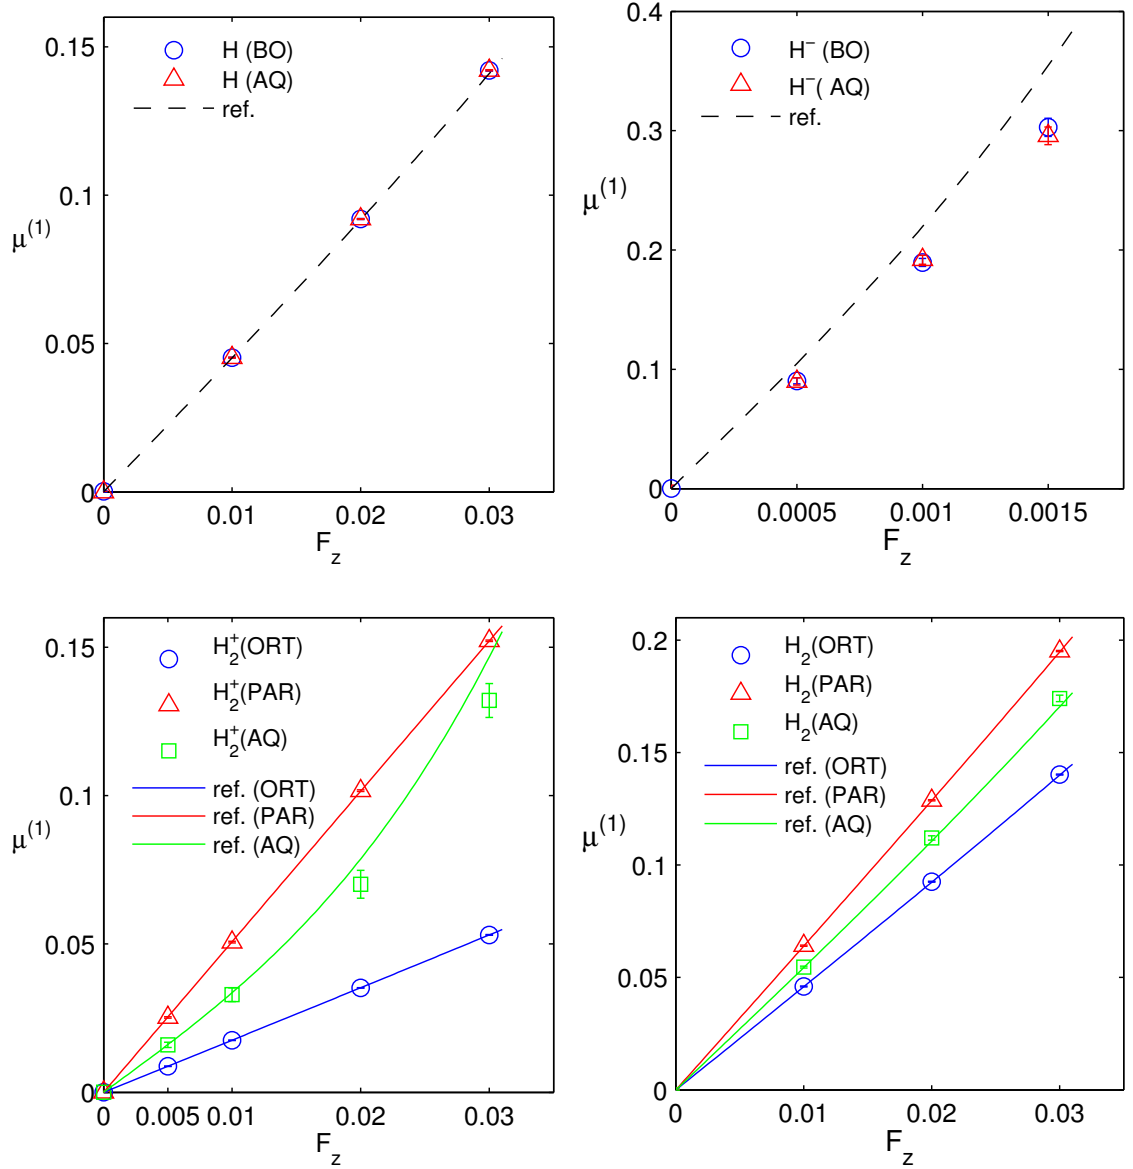 0.15
0.1
0.05
0
μ(1)
H (BO)
H (AQ)
ref.
0 0.01 0.02 0.03
Fz
0.4
0.3
0.2
0.1
0
μ(1)
H− (BO)
H−( AQ)
ref.
0 0.0005 0.001 0.0015
Fz
0.15
0.1
0.05
0
μ(1)
H2+(ORT)
H2+(PAR)
H2+(AQ)
ref. (ORT)
ref. (PAR)
ref. (AQ)
0 0.005 0.01 0.02 0.03
Fz
0.2
0.15
0.1
0.05
0
μ(1)
H2(ORT)
H2(PAR)
H2(AQ)
ref. (ORT)
ref. (PAR)
ref. (AQ)
0 0.01 0.02 0.03
Fz